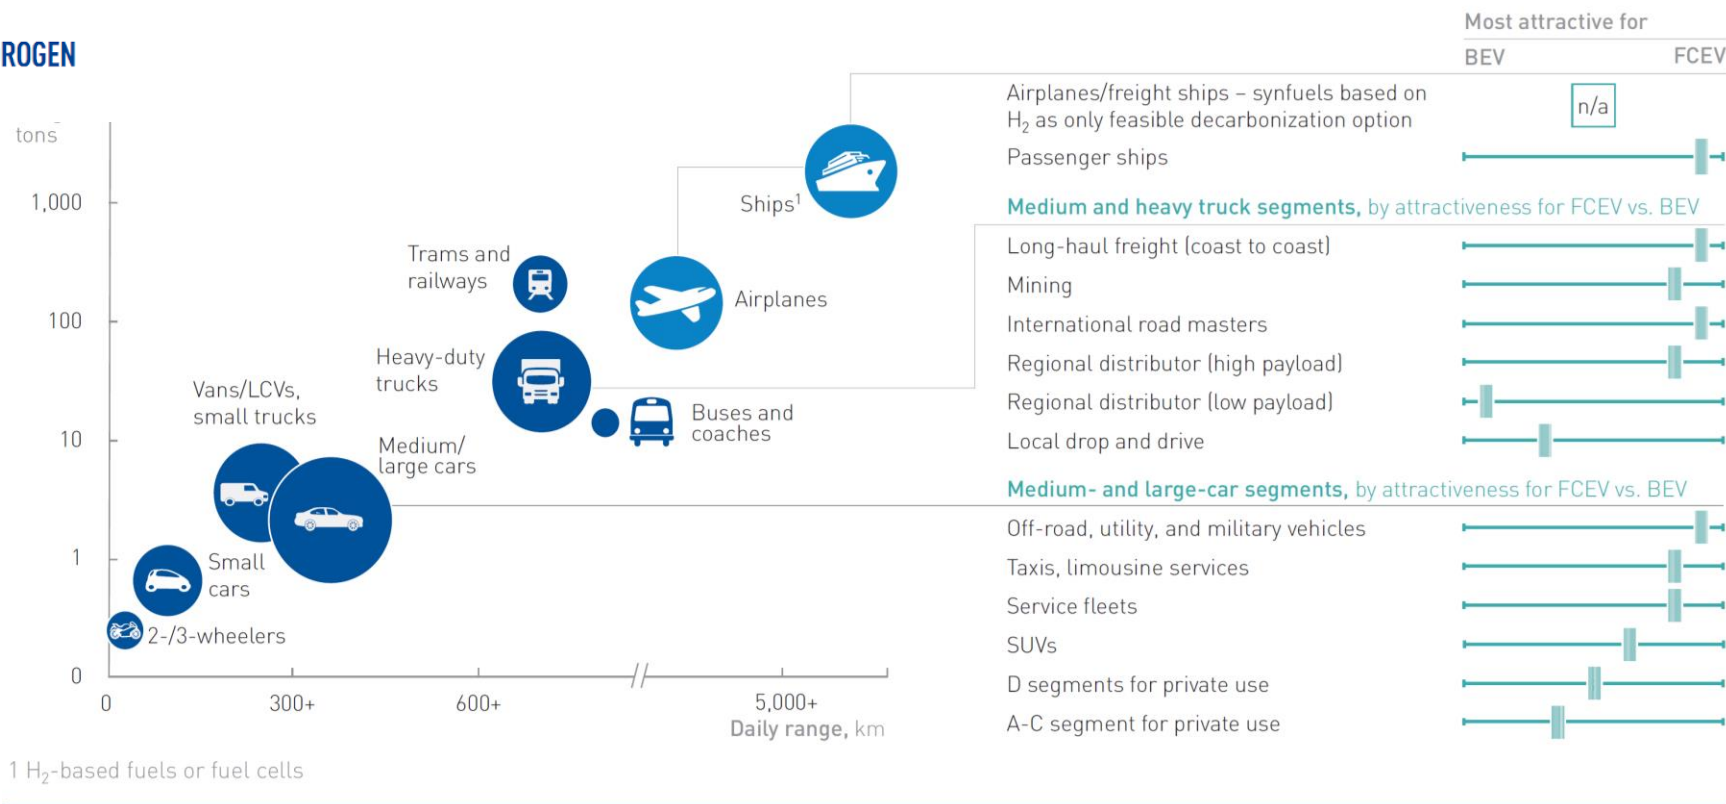 ROGEN
tons
1,000
100
10
1
0
0
300+
600+
5,000+
Daily range, km
Ships1
Trams and
railways
Airplanes
Heavy-duty
trucks
Buses and
coaches
Vans/LCVs,
small trucks
Medium/
large cars
Small
cars
2-/3-wheelers
1 H2-based fuels or fuel cells
Most attractive for
BEV FCEV
Airplanes/freight ships – synfuels based on
H2 as only feasible decarbonization option
n/a
Passenger ships
Medium and heavy truck segments, by attractiveness for FCEV vs. BEV
Long-haul freight (coast to coast)
Mining
International road masters
Regional distributor (high payload)
Regional distributor (low payload)
Local drop and drive
Medium- and large-car segments, by attractiveness for FCEV vs. BEV
Off-road, utility, and military vehicles
Taxis, limousine services
Service fleets
SUVs
D segments for private use
A-C segment for private use